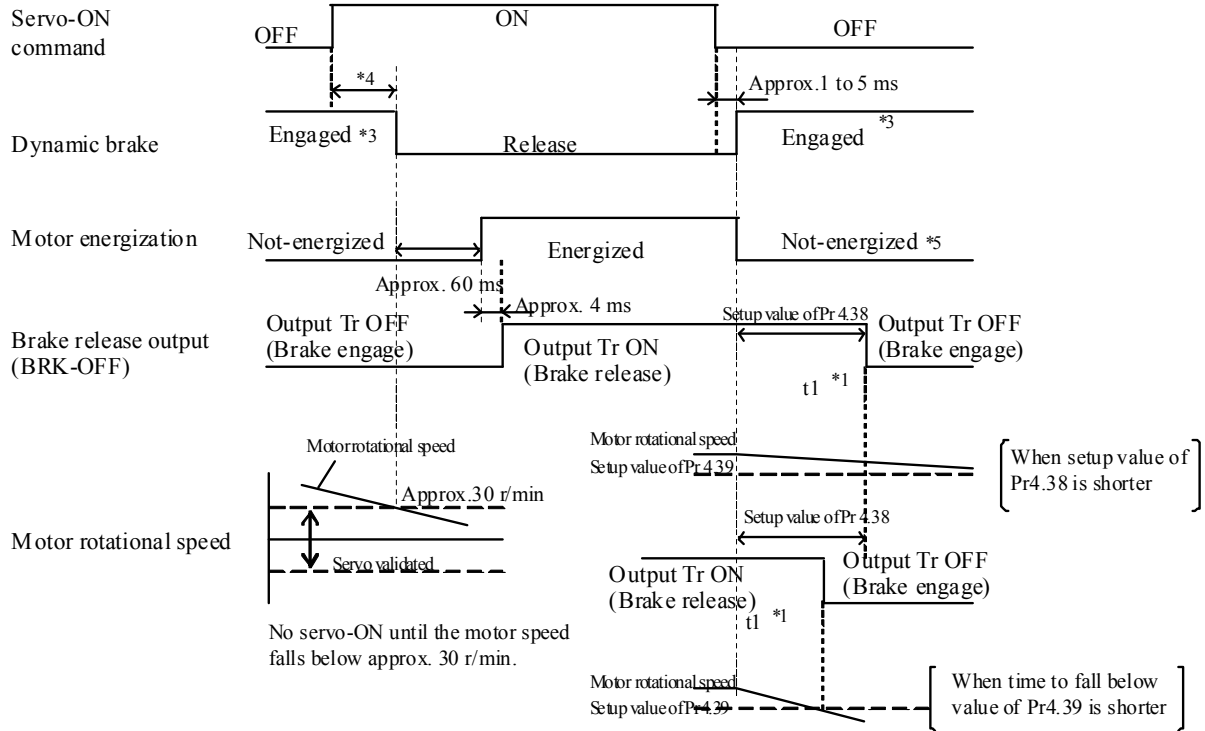 Servo-ON
command
OFF
ON
OFF
*4
Approx.1 to 5 ms
Dynamic brake
Engaged *3
Release
Engaged *3
Motor energization
Not-energized
Energized
Not-energized *5
Approx. 60 ms
Approx. 4 ms
Setup value of Pr 4.38
Brake release output
(BRK-OFF)
Output Tr OFF
(Brake engage)
Output Tr ON
(Brake release)
Output Tr OFF
(Brake engage)
t1 *1
Motor rotational speed
Setup value of Pr 4.39
When setup value of
Pr4.38 is shorter
Motor rotational speed
Motor rotational speed
Approx.30 r/min
Servo validated
No servo-ON until the motor speed
falls below approx. 30 r/min.
Setup value of Pr 4.38
Output Tr ON
(Brake release)
Output Tr OFF
(Brake engage)
t1 *1
Motor rotational speed
Setup value of Pr4.39
When time to fall below
value of Pr4.39 is shorter